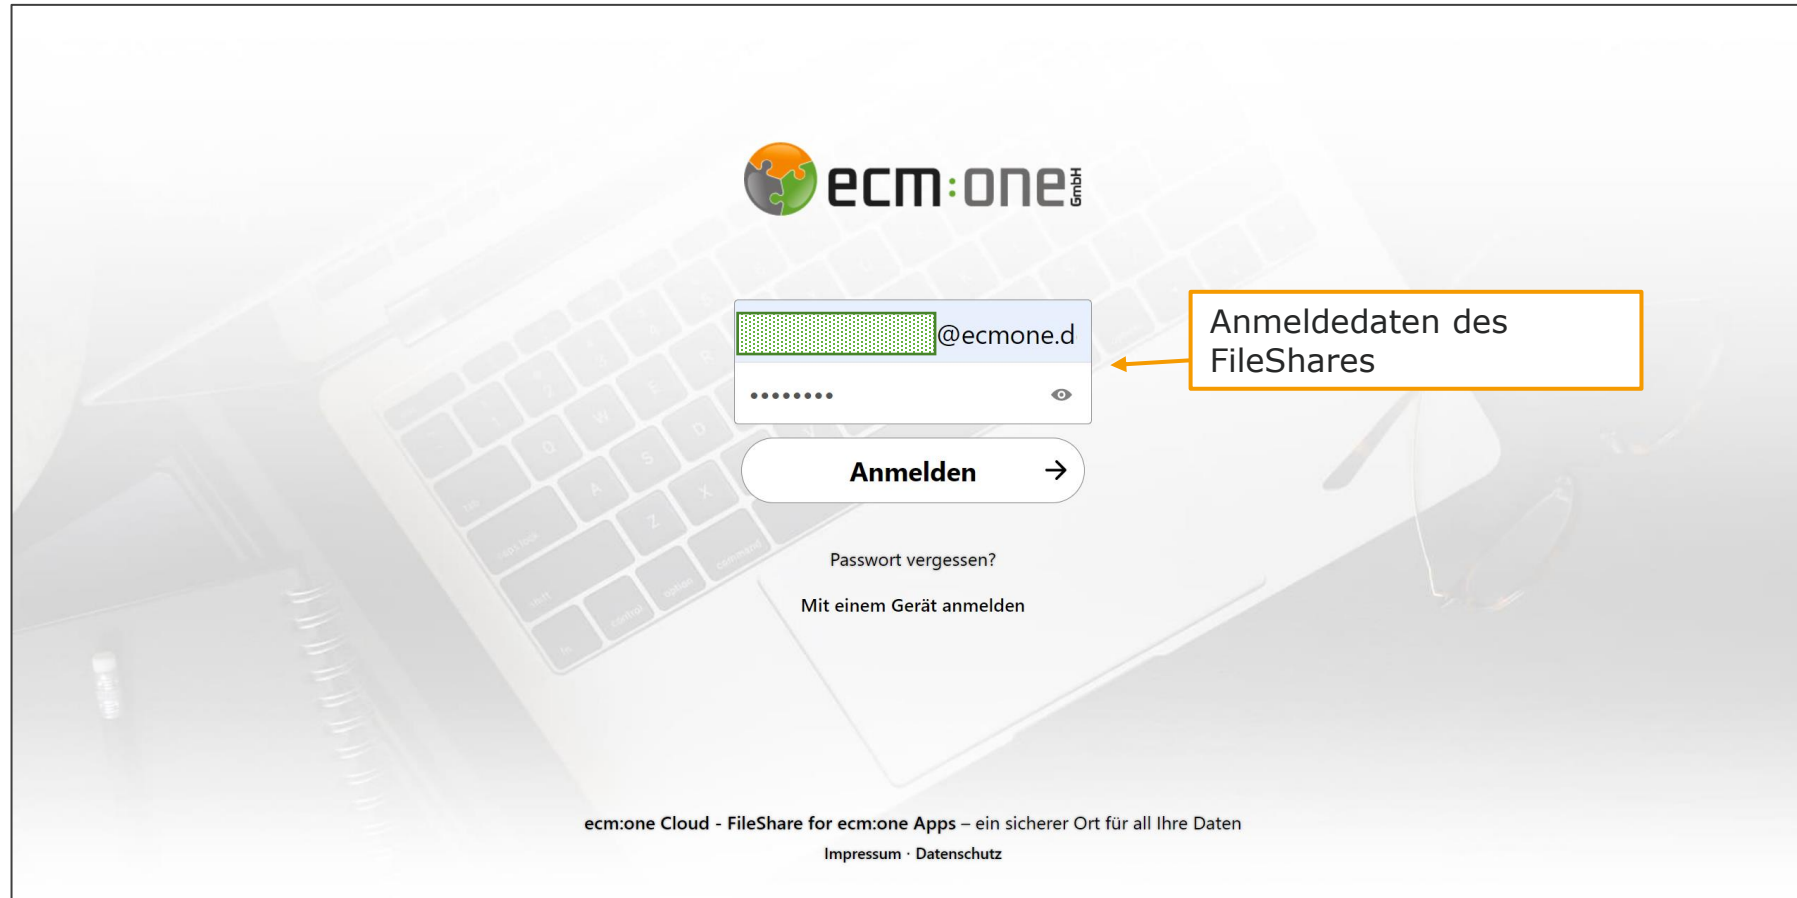 ecm:one GmbH
@ecmone.d
Anmeldedaten des
FileShares
••••••••
Anmelden
Passwort vergessen?
Mit einem Gerät anmelden
ecm:one Cloud - FileShare for ecm:one Apps – ein sicherer Ort für all Ihre Daten
Impressum · Datenschutz